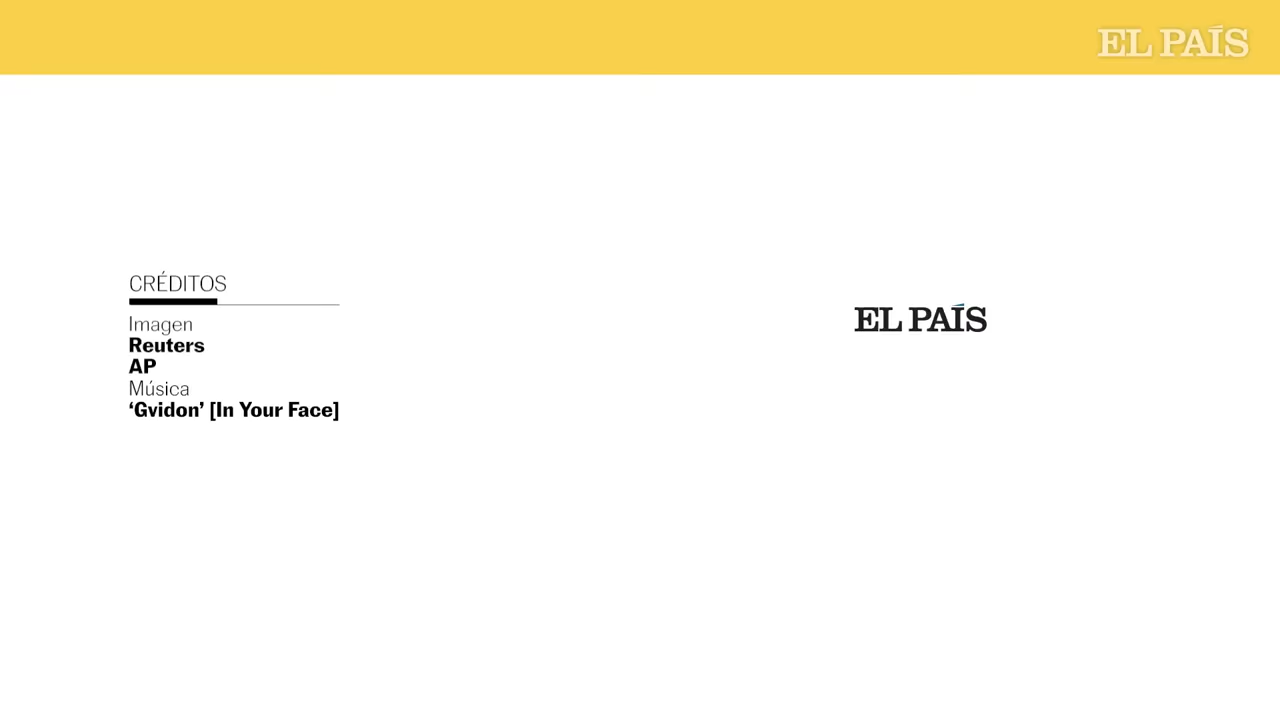 EL PAÍS
CRÉDITOS
Imagen
Reuters
AP
Música
‘Gvidon’ [In Your Face]
EL PAÍS